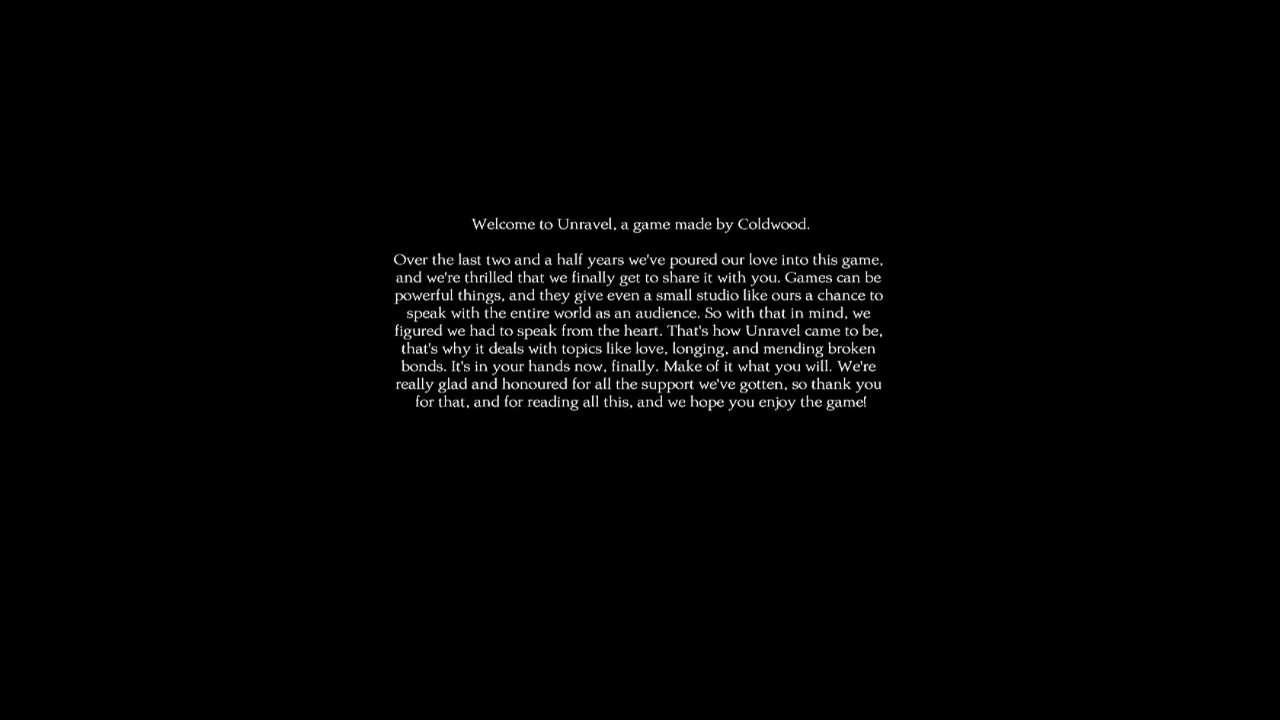 Welcome to Unravel, a game made by Coldwood.
Over the last two and a half years we've poured our love into this game,
and we're thrilled that we finally get to share it with you. Games can be
powerful things, and they give even a small studio like ours a chance to
speak with the entire world as an audience. So with that in mind, we
figured we had to speak from the heart. That's how Unravel came to be,
that's why it deals with topics like love, longing, and mending broken
bonds. It's in your hands now, finally. Make of it what you will. We're
really glad and honoured for all the support we've gotten, so thank you
for that, and for reading all this, and we hope you enjoy the game!